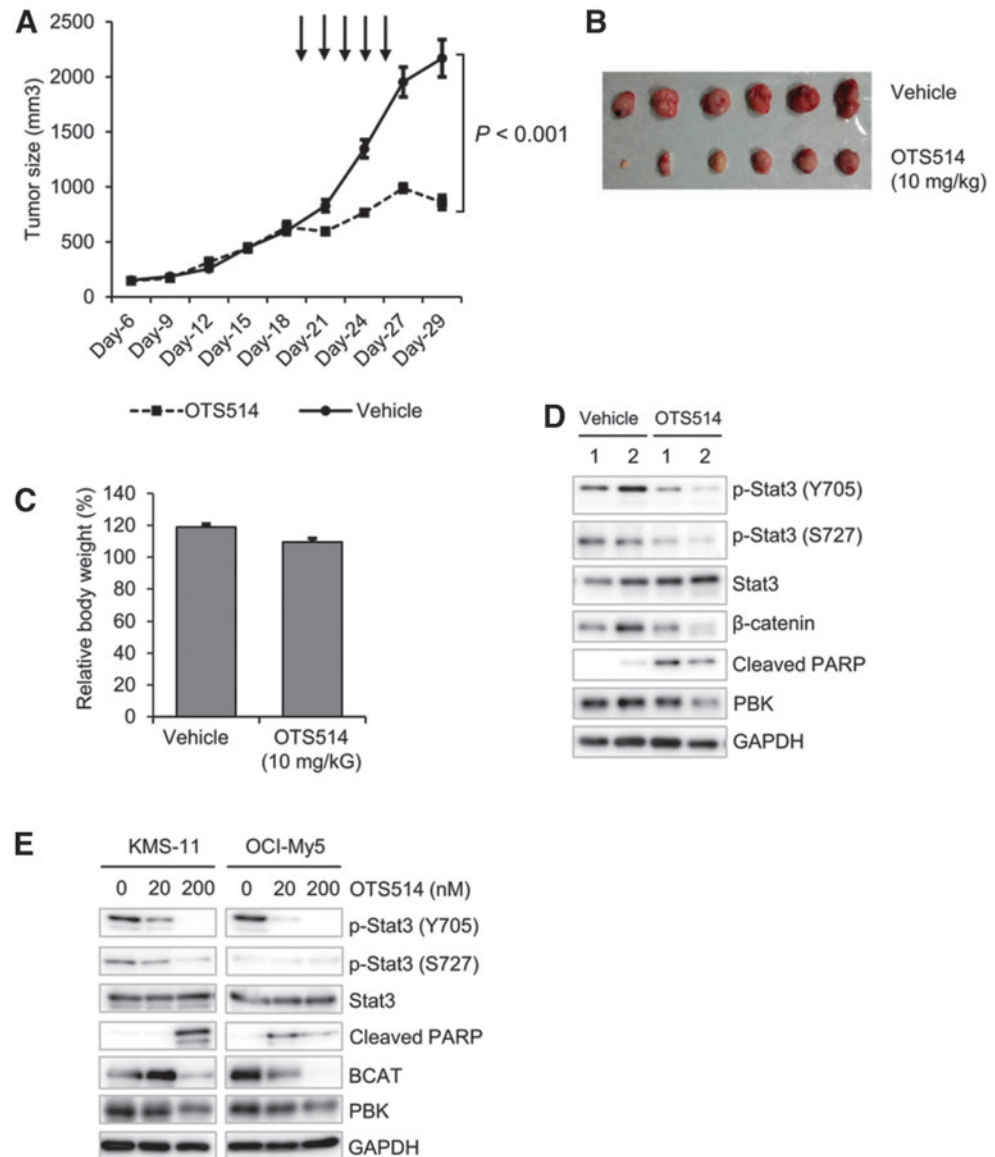 A
2500
2000
1500
1000
500
0
Tumor size (mm3)
P < 0.001
Day-6
Day-9
Day-12
Day-15
Day-18
Day-21
Day-24
Day-27
Day-29
OTS514
Vehicle
B
Vehicle
OTS514
(10 mg/kg)
C
140
120
100
80
60
40
20
0
Relative body weight (%)
Vehicle
OTS514
(10 mg/kG)
D
Vehicle OTS514
1 2 1 2
p-Stat3 (Y705)
p-Stat3 (S727)
Stat3
β-catenin
Cleaved PARP
PBK
GAPDH
E
KMS-11 OCI-My5
0 20 200 0 20 200 OTS514 (nM)
p-Stat3 (Y705)
p-Stat3 (S727)
Stat3
Cleaved PARP
BCAT
PBK
GAPDH